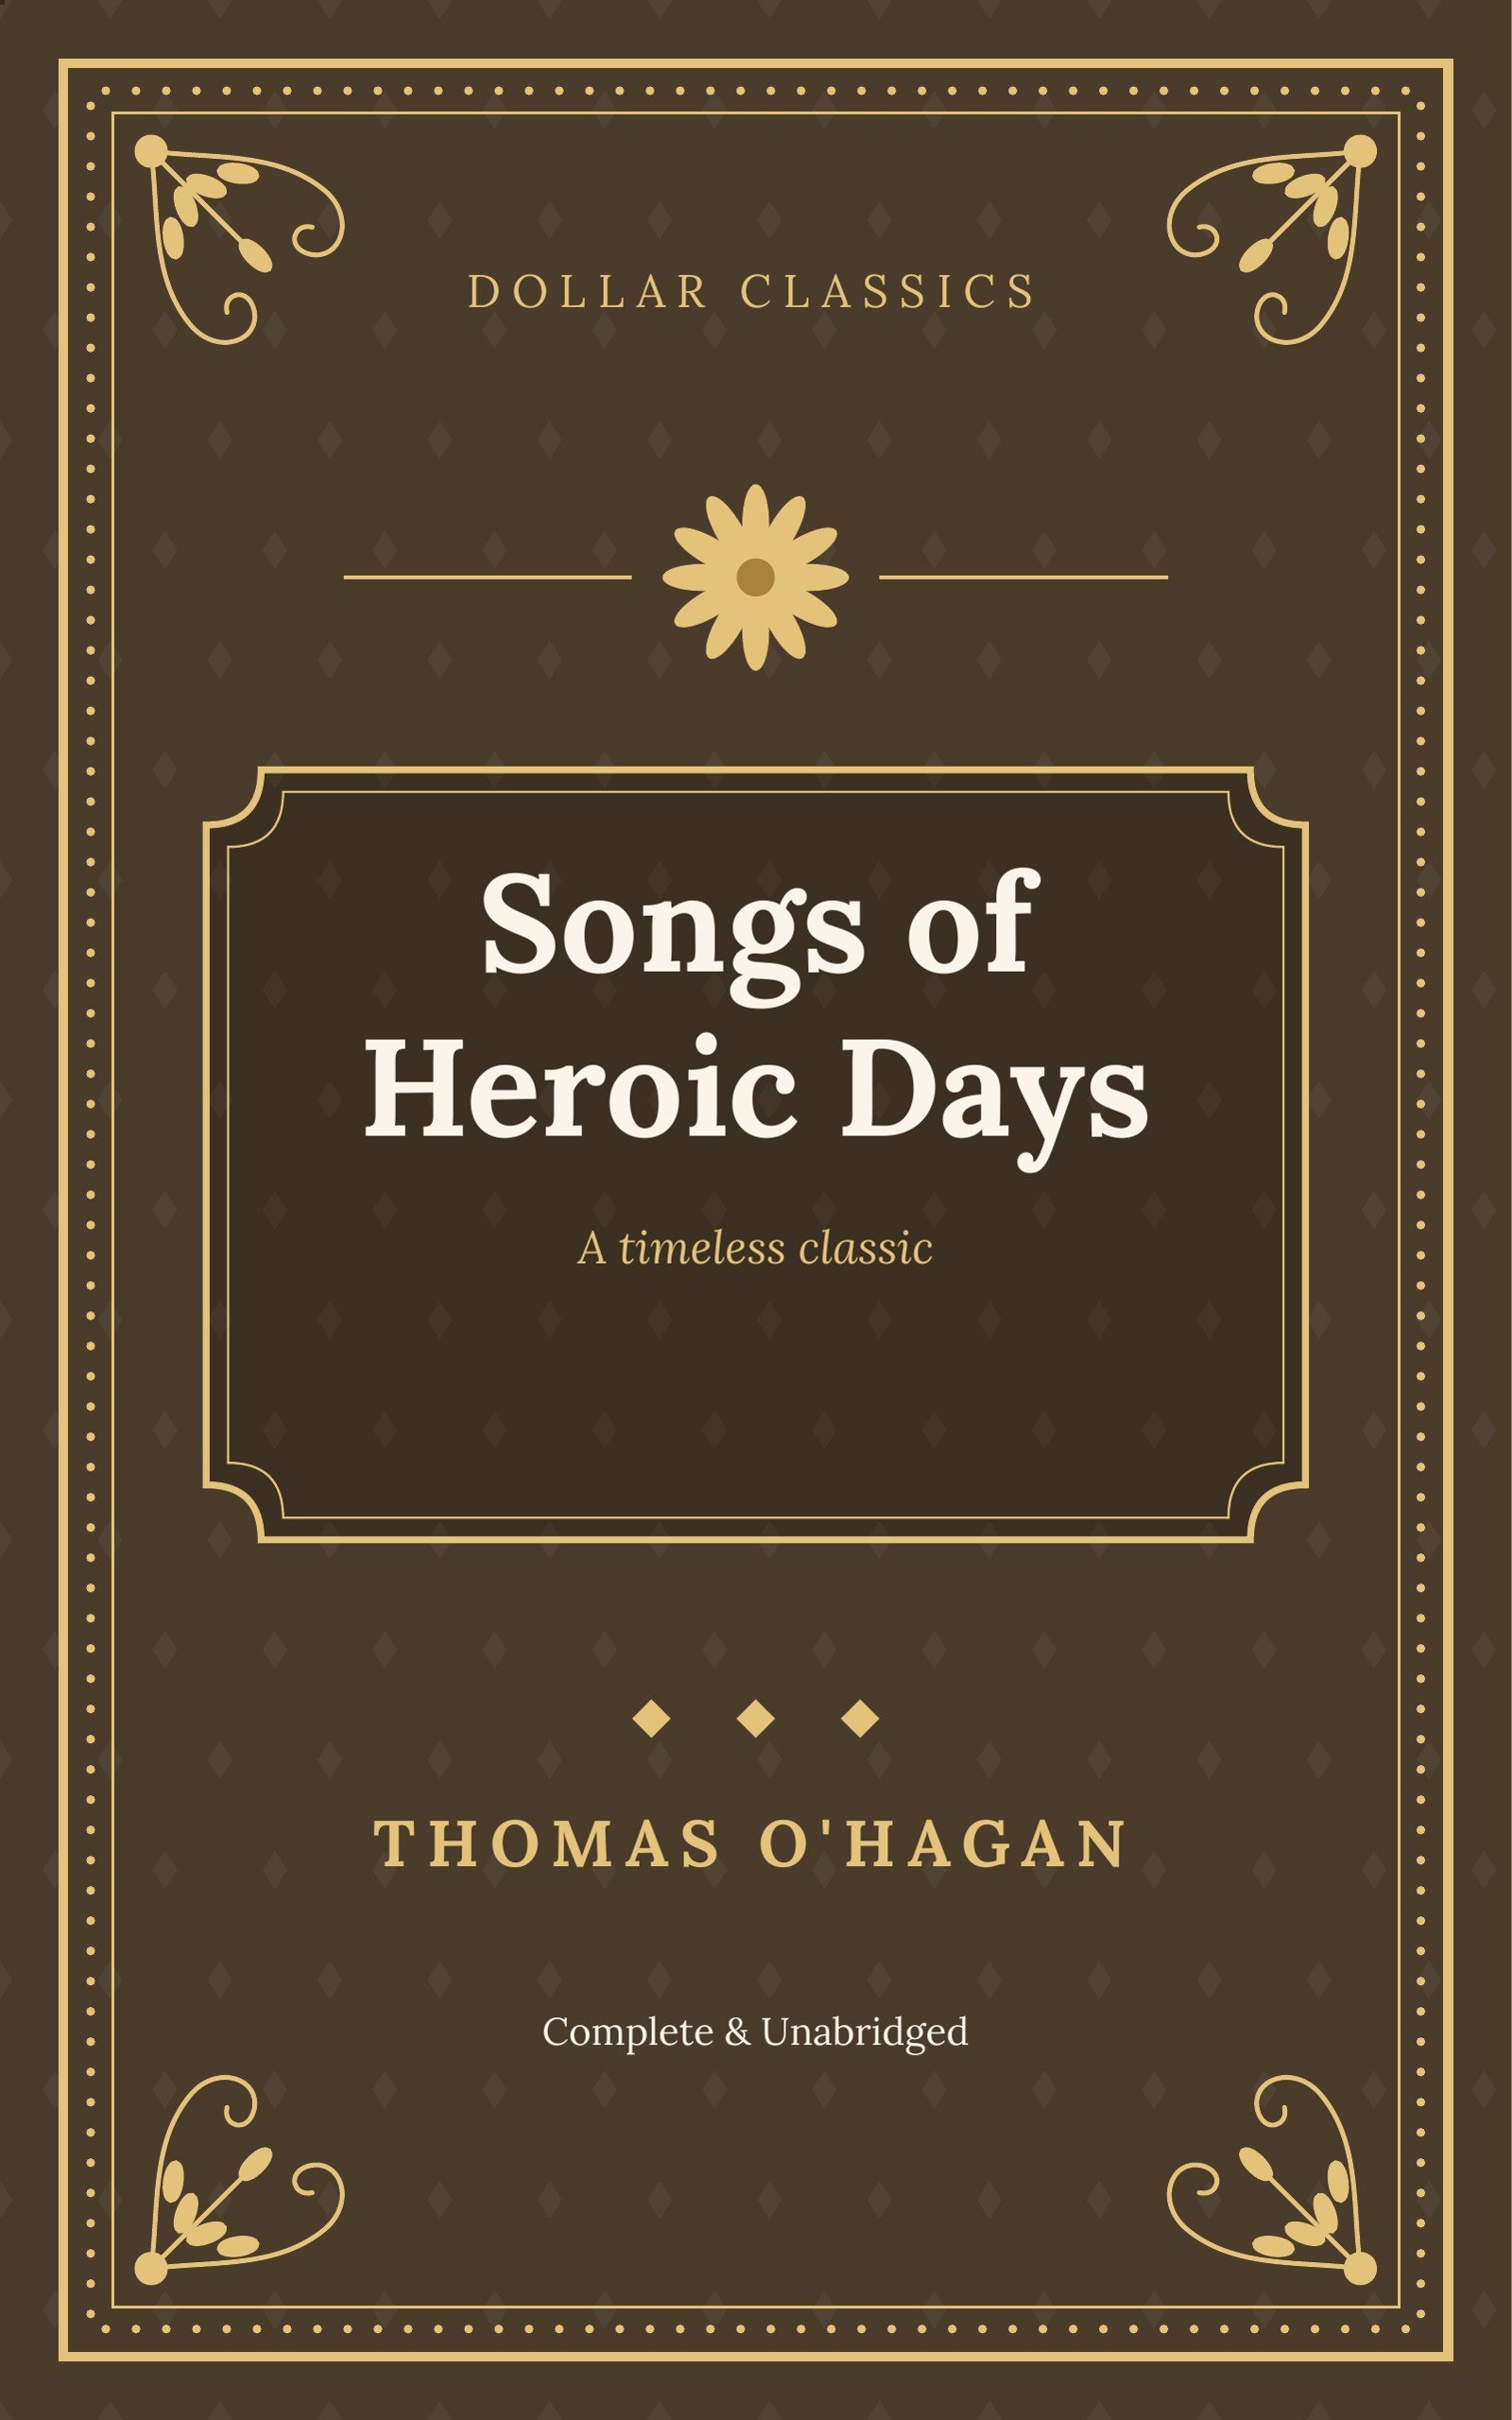 DOLLAR CLASSICS
Songs of
Heroic Days
A timeless classic
THOMAS O'HAGAN
Complete & Unabridged